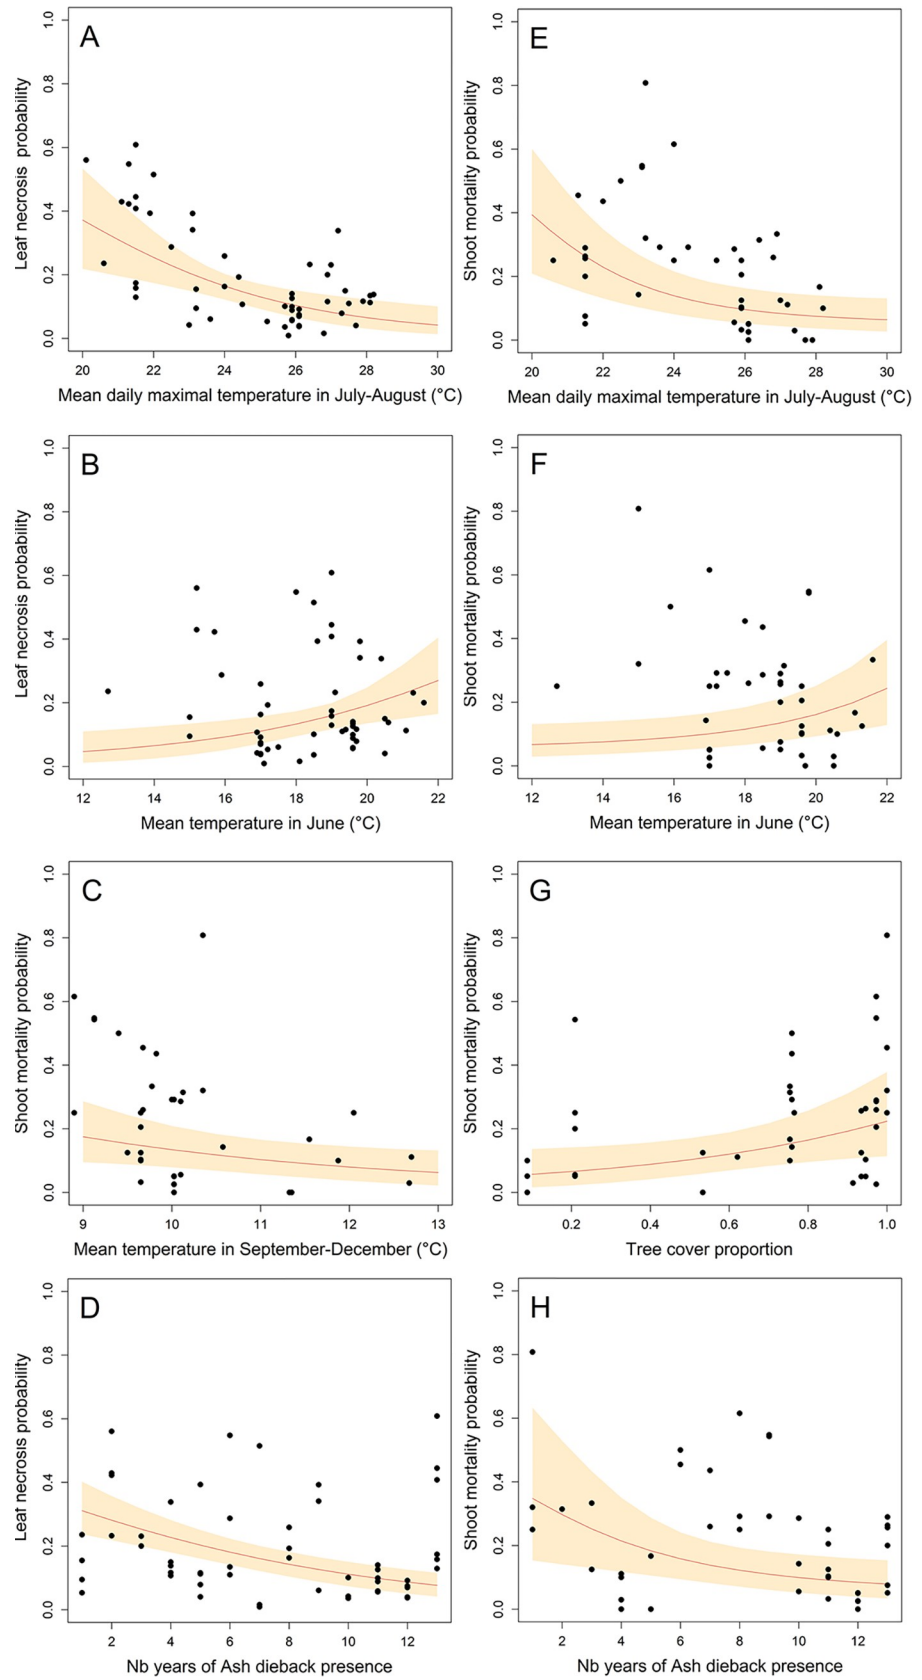 A
Leaf necrosis probability
0.0 0.2 0.4 0.6 0.8 1.0
20 22 24 26 28 30
Mean daily maximal temperature in July-August (°C)
E
Shoot mortality probability
0.0 0.2 0.4 0.6 0.8 1.0
20 22 24 26 28 30
Mean daily maximal temperature in July-August (°C)
B
Leaf necrosis probability
0.0 0.2 0.4 0.6 0.8 1.0
12 14 16 18 20 22
Mean temperature in June (°C)
F
Shoot mortality probability
0.0 0.2 0.4 0.6 0.8 1.0
12 14 16 18 20 22
Mean temperature in June (°C)
C
Shoot mortality probability
0.0 0.2 0.4 0.6 0.8 1.0
9 10 11 12 13
Mean temperature in September-December (°C)
G
Shoot mortality probability
0.0 0.2 0.4 0.6 0.8 1.0
0.2 0.4 0.6 0.8 1.0
Tree cover proportion
D
Leaf necrosis probability
0.0 0.2 0.4 0.6 0.8 1.0
2 4 6 8 10 12
Nb years of Ash dieback presence
H
Shoot mortality probability
0.0 0.2 0.4 0.6 0.8 1.0
2 4 6 8 10 12
Nb years of Ash dieback presence